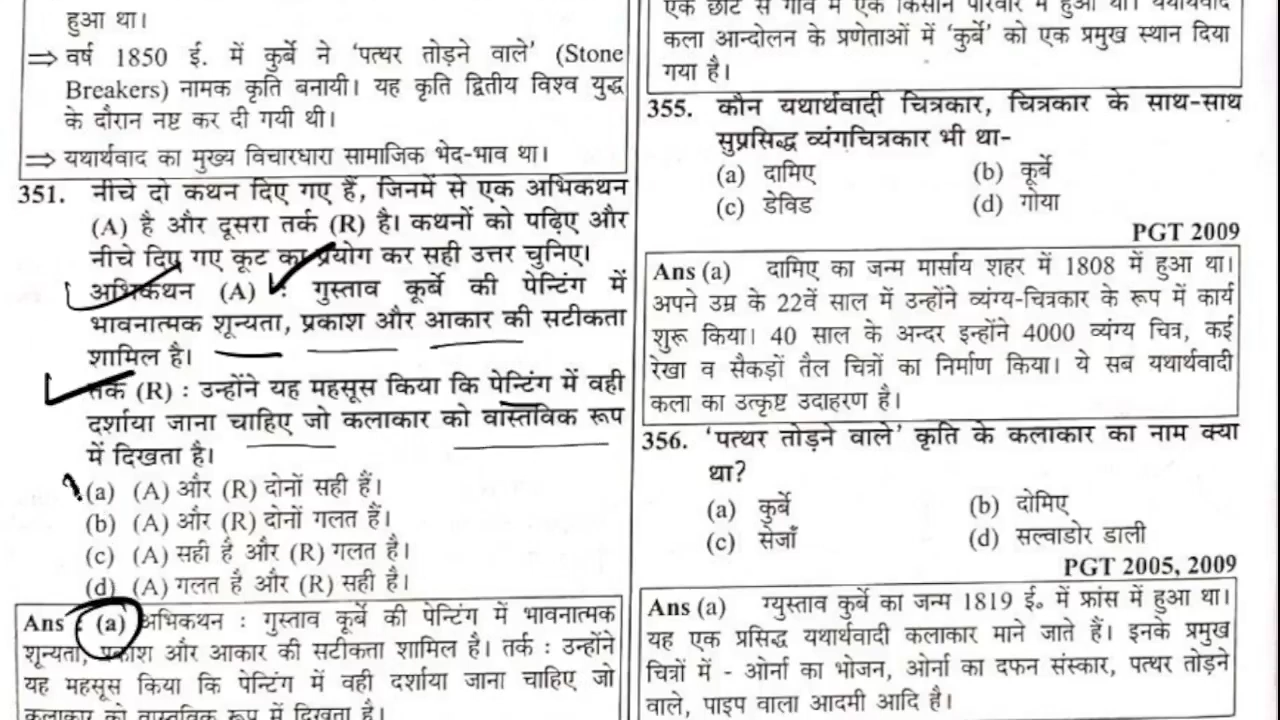 हुआ था।
⇒ वर्ष 1850 ई. में कुर्बे ने 'पत्थर तोड़ने वाले' (Stone
Breakers) नामक कृति बनायी। यह कृति द्वितीय विश्व युद्ध
के दौरान नष्ट कर दी गयी थी।
⇒ यथार्थवाद का मुख्य विचारधारा सामाजिक भेद-भाव था।
351. नीचे दो कथन दिए गए हैं, जिनमें से एक अभिकथन
(A) है और दूसरा तर्क (R) है। कथनों को पढ़िए और
नीचे दिए गए कूट का प्रयोग कर सही उत्तर चुनिए।
अभिकथन (A) : गुस्ताव कूर्बे की पेन्टिंग में
भावनात्मक शून्यता, प्रकाश और आकार की सटीकता
शामिल है।
तर्क (R) : उन्होंने यह महसूस किया कि पेन्टिंग में वही
दर्शाया जाना चाहिए जो कलाकार को वास्तविक रूप
में दिखता है।
(a) (A) और (R) दोनों सही हैं।
(b) (A) और (R) दोनों गलत हैं।
(c) (A) सही है और (R) गलत है।
(d) (A) गलत है और (R) सही है।
Ans : (a) अभिकथन : गुस्ताव कूर्बे की पेन्टिंग में भावनात्मक
शून्यता, प्रकाश और आकार की सटीकता शामिल है। तर्क : उन्होंने
यह महसूस किया कि पेन्टिंग में वही दर्शाया जाना चाहिए जो
कलाकार को वास्तविक रूप में दिखता है।
एक छोटे से गाँव में एक किसान परिवार में हुआ था। यथार्थवाद
कला आन्दोलन के प्रणेताओं में 'कुर्बे' को एक प्रमुख स्थान दिया
गया है।
355. कौन यथार्थवादी चित्रकार, चित्रकार के साथ-साथ
सुप्रसिद्ध व्यंगचित्रकार भी था-
(a) दामिए (b) कूर्बे
(c) डेविड (d) गोया
PGT 2009
Ans (a) दामिए का जन्म मार्साय शहर में 1808 में हुआ था।
अपने उम्र के 22वें साल में उन्होंने व्यंग्य-चित्रकार के रूप में कार्य
शुरू किया। 40 साल के अन्दर इन्होंने 4000 व्यंग्य चित्र, कई
रेखा व सैकड़ों तैल चित्रों का निर्माण किया। ये सब यथार्थवादी
कला का उत्कृष्ट उदाहरण है।
356. 'पत्थर तोड़ने वाले' कृति के कलाकार का नाम क्या
था?
(a) कुर्बे (b) दोमिए
(c) सेजाँ (d) सल्वाडोर डाली
PGT 2005, 2009
Ans (a) ग्युस्ताव कुर्बे का जन्म 1819 ई. में फ्रांस में हुआ था।
यह एक प्रसिद्ध यथार्थवादी कलाकार माने जाते हैं। इनके प्रमुख
चित्रों में - ओर्ना का भोजन, ओर्ना का दफन संस्कार, पत्थर तोड़ने
वाले, पाइप वाला आदमी आदि है।